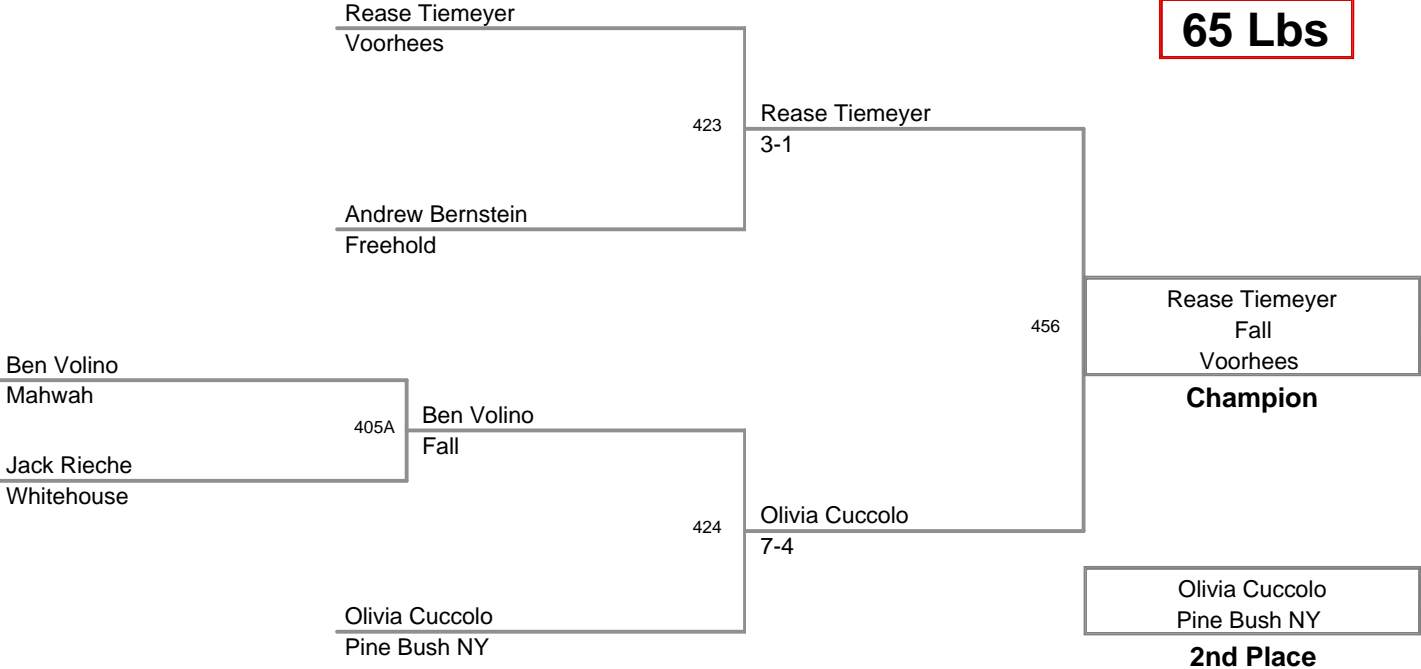 Rease Tiemeyer
Voorhees
65 Lbs
423
Rease Tiemeyer
3-1
Andrew Bernstein
Freehold
456
Rease Tiemeyer
Fall
Voorhees
Champion
Ben Volino
Mahwah
405A
Ben Volino
Fall
Jack Rieche
Whitehouse
424
Olivia Cuccolo
7-4
Olivia Cuccolo
Pine Bush NY
Olivia Cuccolo
Pine Bush NY
2nd Place